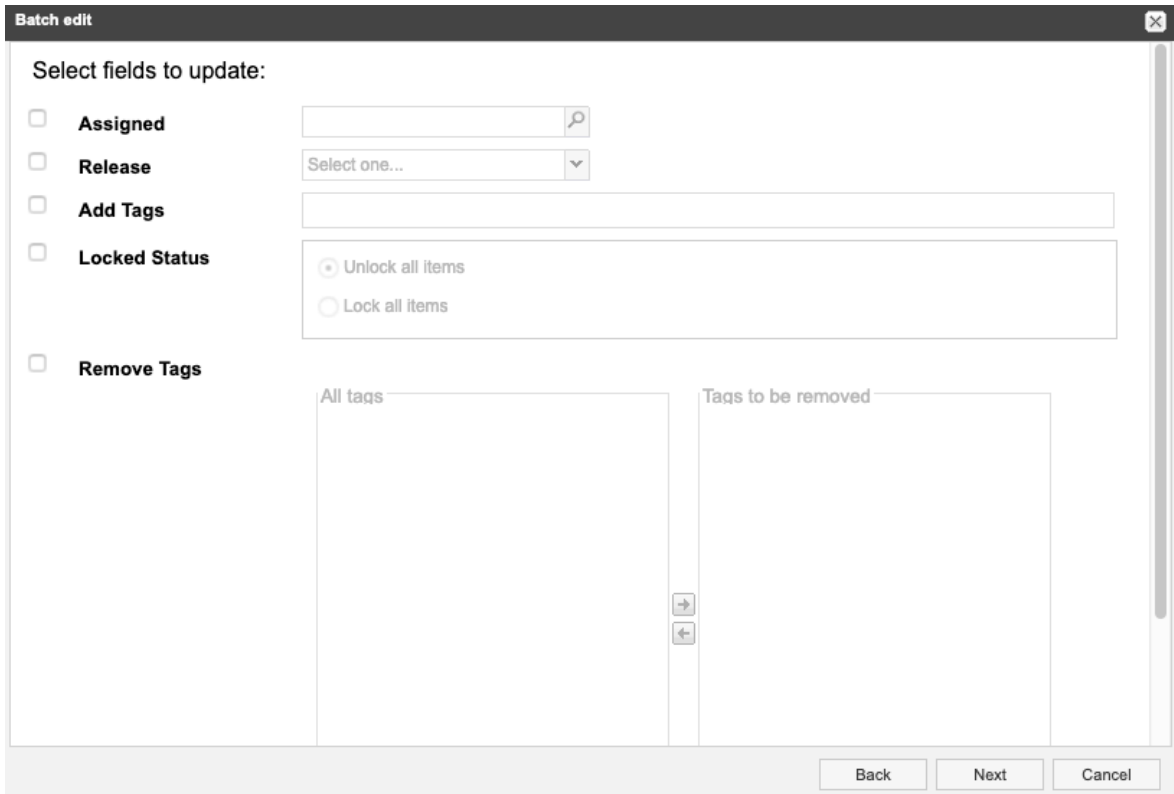 Batch edit
Select fields to update:
Assigned
Release Select one...
Add Tags
Locked Status
Unlock all items
Lock all items
Remove Tags
All tags Tags to be removed
Back Next Cancel